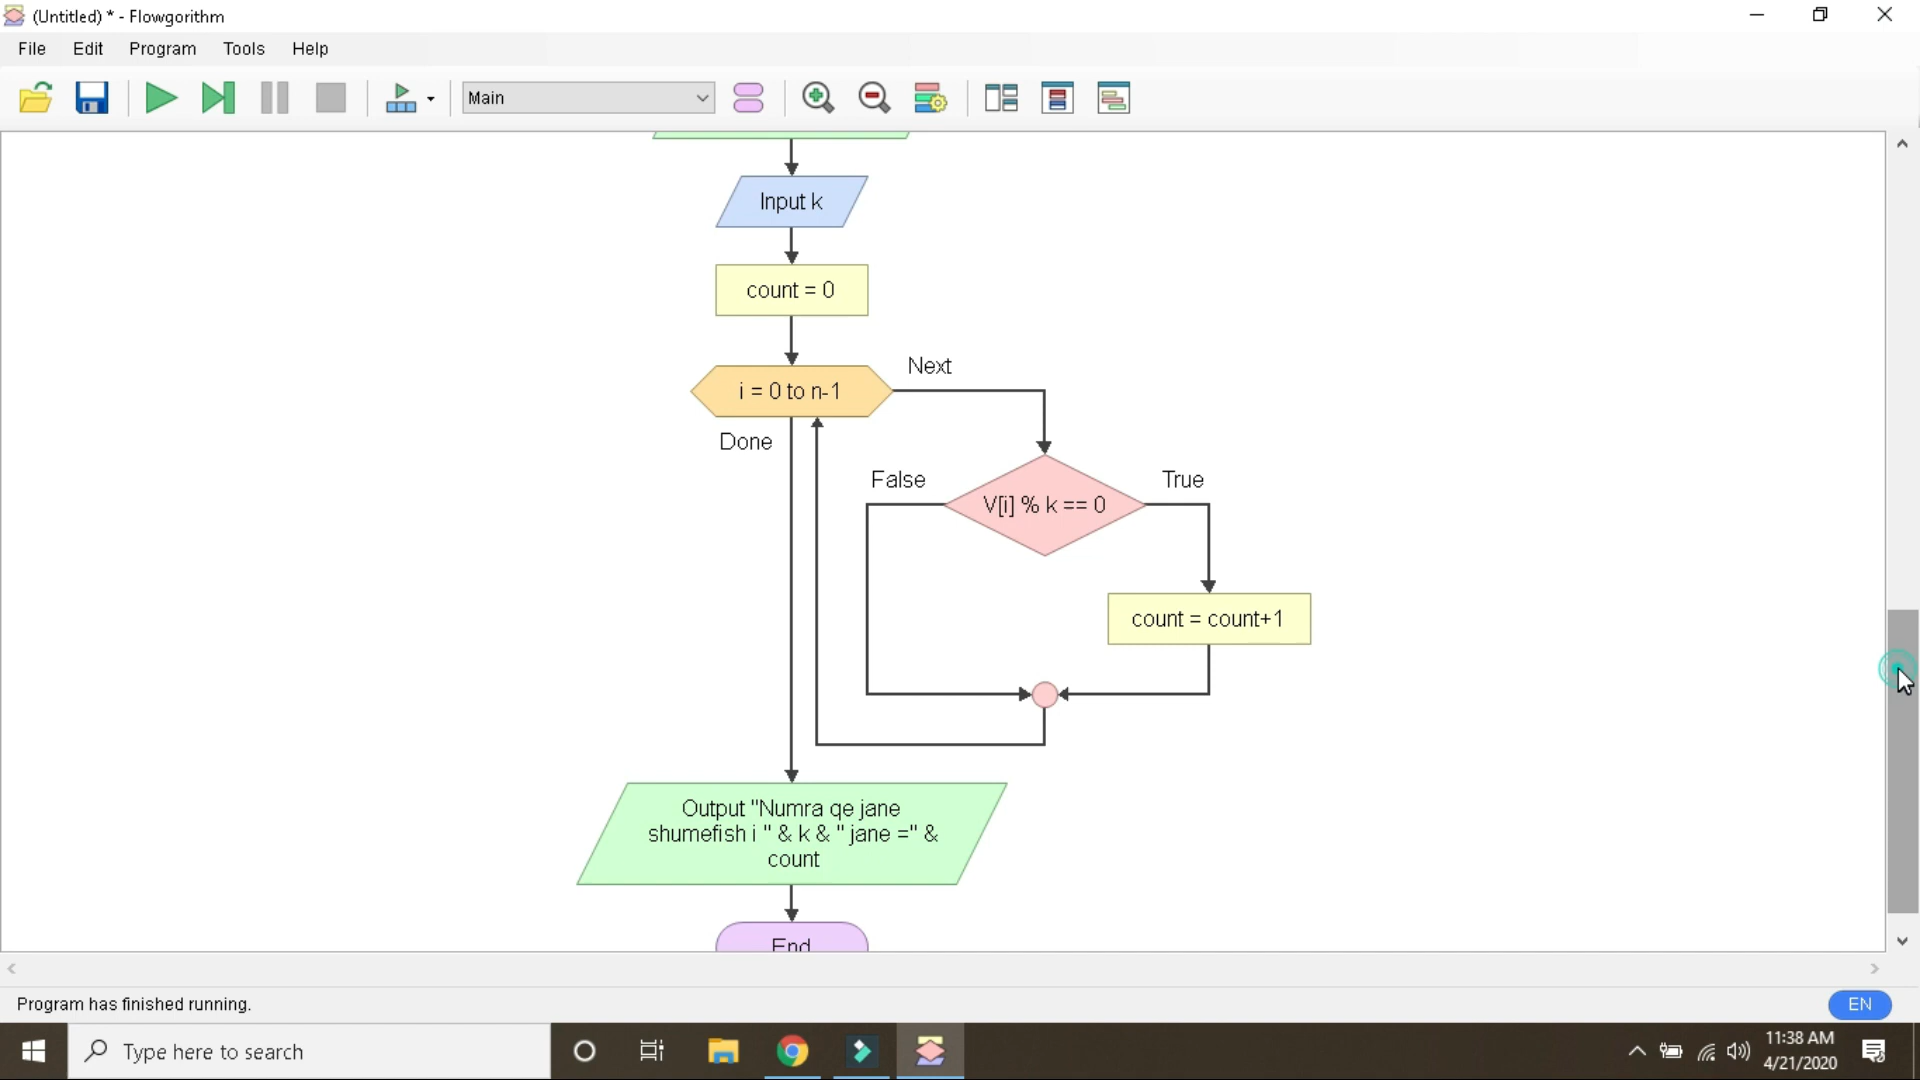 (Untitled) * - Flowgorithm
File Edit Program Tools Help
Main
Input k
count = 0
Next
i = 0 to n-1
Done
False
True
V[i] % k == 0
count = count+1
Output "Numra qe jane
shumefish i " & k & " jane =" &
count
End
Program has finished running.
EN
Type here to search
11:38 AM
4/21/2020